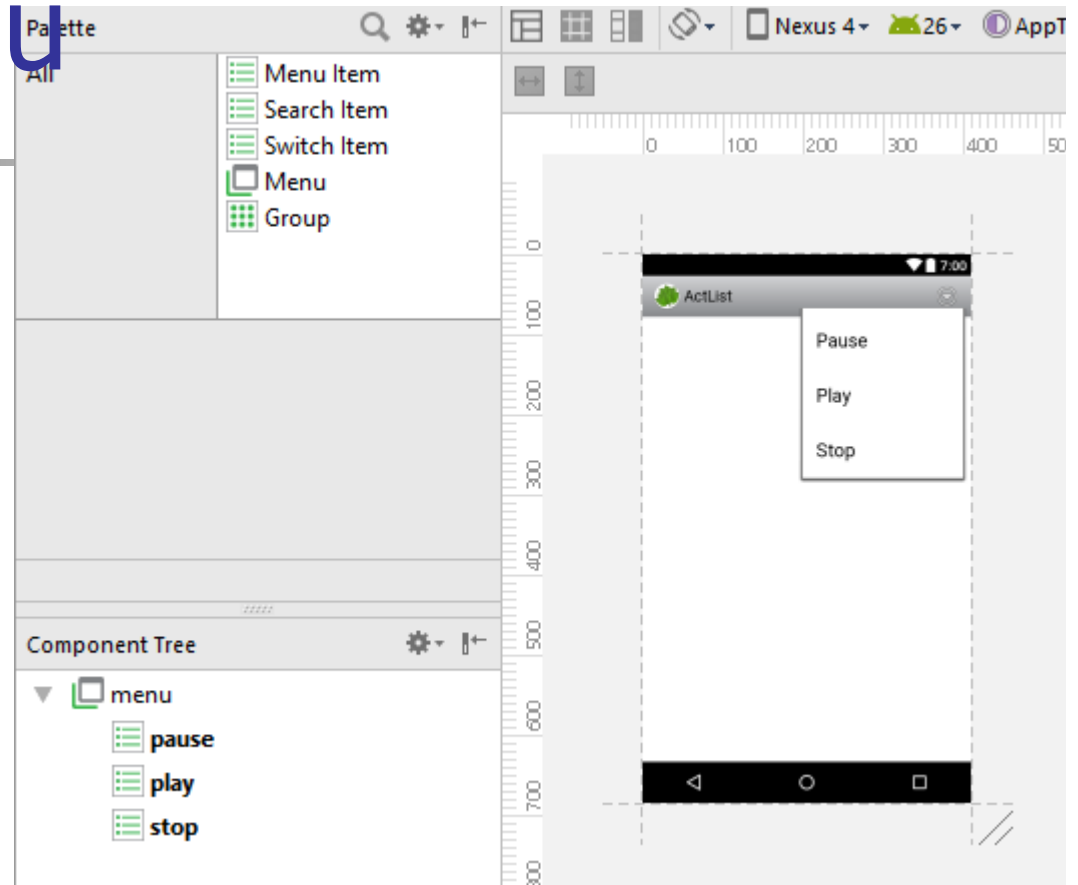 u
Palette
Nexus 4
26
AppT
All
Menu Item
Search Item
Switch Item
Menu
Group
0 100 200 300 400 50
0
100
200
300
400
500
600
700
800
7:00
ActList
Pause
Play
Stop
Component Tree
menu
pause
play
stop